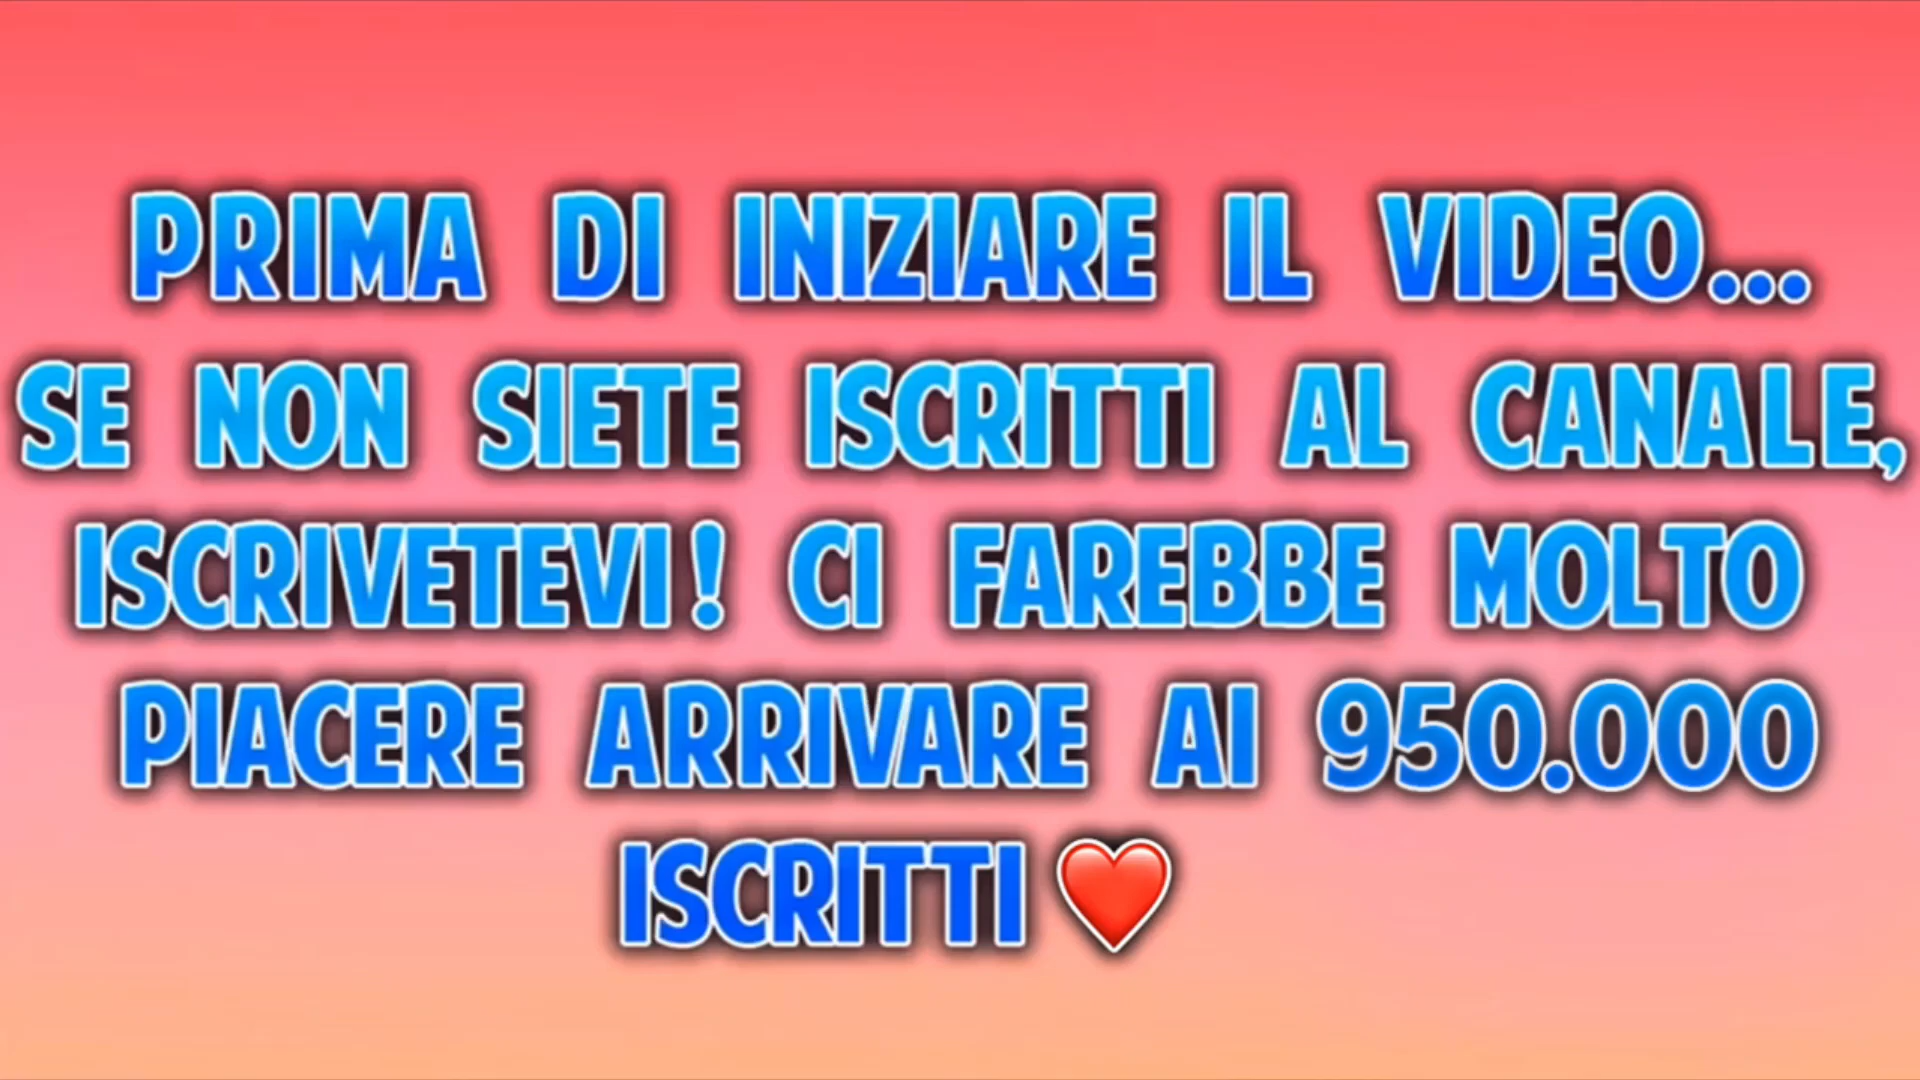 PRIMA DI INIZIARE IL VIDEO...
SE NON SIETE ISCRITTI AL CANALE,
ISCRIVETEVI! CI FAREBBE MOLTO
PIACERE ARRIVARE AI 950.000
ISCRITTI ❤️